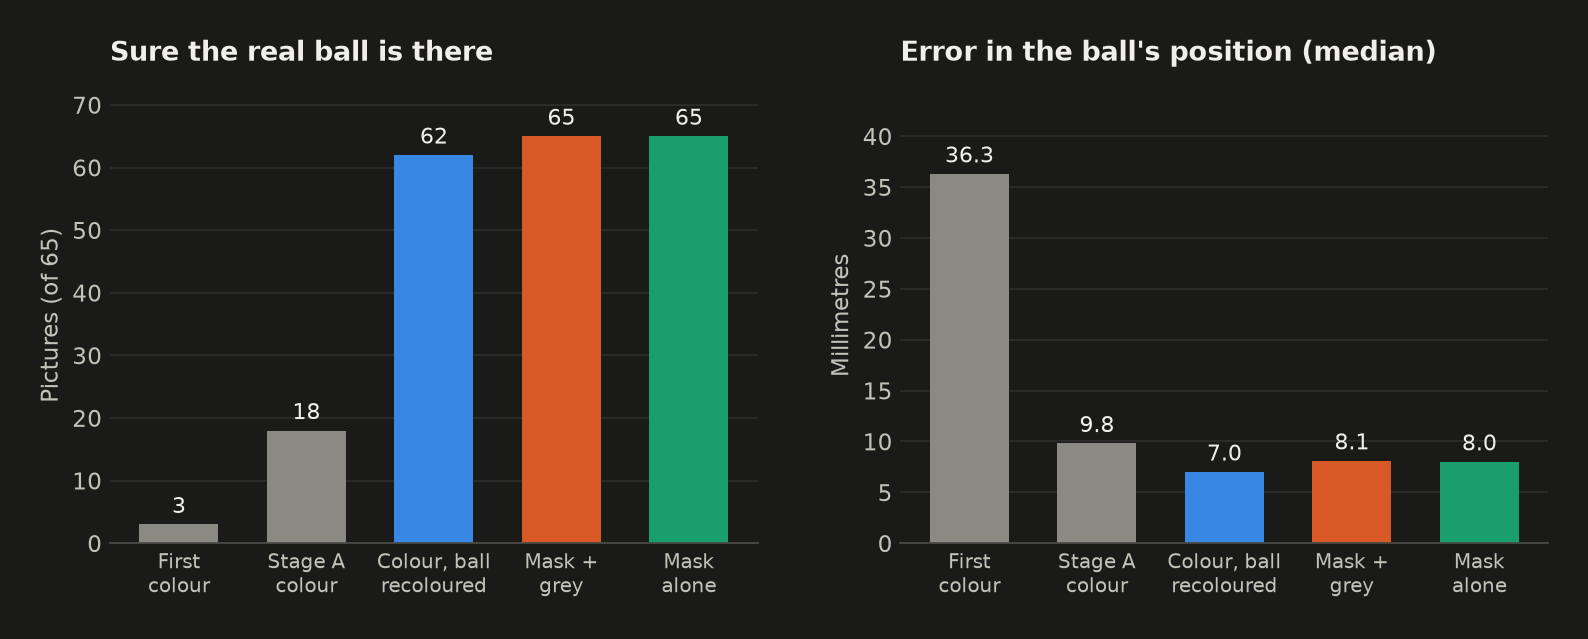 Sure the real ball is there
Pictures (of 65)
70
60
50
40
30
20
10
0
3
18
62
65
65
First
colour
Stage A
colour
Colour, ball
recoloured
Mask +
grey
Mask
alone
Error in the ball's position (median)
Millimetres
40
35
30
25
20
15
10
5
0
36.3
9.8
7.0
8.1
8.0
First
colour
Stage A
colour
Colour, ball
recoloured
Mask +
grey
Mask
alone